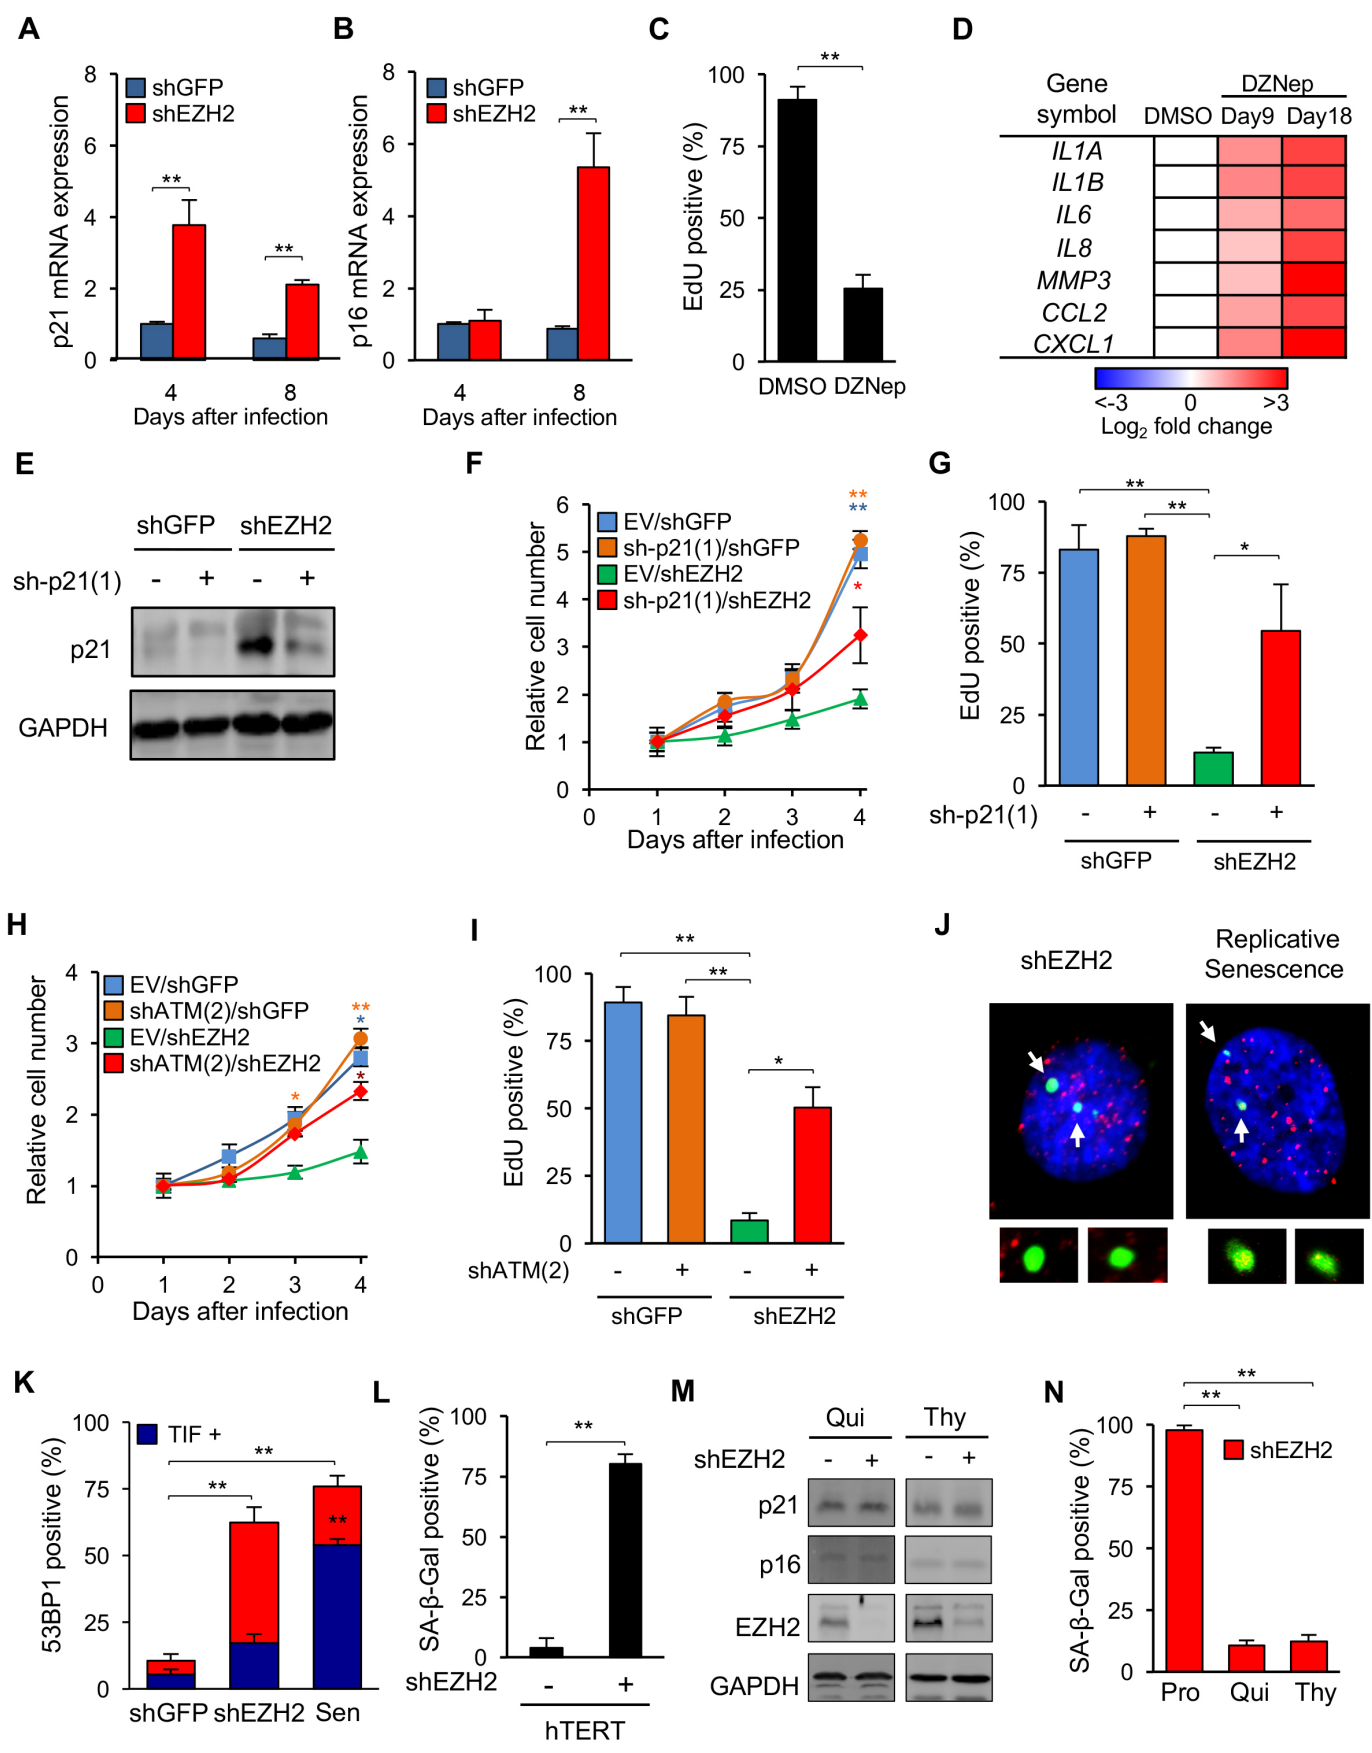 A
p21 mRNA expression
8
6
4
2
0
shGFP
shEZH2
**
**
4
8
Days after infection
B
p16 mRNA expression
8
6
4
2
0
shGFP
shEZH2
**
4
8
Days after infection
C
EdU positive (%)
100
75
50
25
0
**
DMSO DZNep
D
Gene
symbol
DZNep
DMSO Day9 Day18
IL1A
IL1B
IL6
IL8
MMP3
CCL2
CXCL1
<-3 0 >3
Log2 fold change
E
shGFP shEZH2
sh-p21(1) - + - +
p21
GAPDH
F
Relative cell number
6
5
4
3
2
1
0
EV/shGFP
sh-p21(1)/shGFP
EV/shEZH2
sh-p21(1)/shEZH2
**
**
*
0 1 2 3 4
Days after infection
G
EdU positive (%)
100
75
50
25
0
**
**
*
sh-p21(1) - + - +
shGFP shEZH2
H
Relative cell number
4
3
2
1
0
EV/shGFP
shATM(2)/shGFP
EV/shEZH2
shATM(2)/shEZH2
**
*
*
*
0 1 2 3 4
Days after infection
I
EdU positive (%)
100
75
50
25
0
**
**
*
shATM(2) - + - +
shGFP shEZH2
J
shEZH2
Replicative
Senescence
K
53BP1 positive (%)
100
75
50
25
0
TIF +
**
**
**
shGFP shEZH2 Sen
L
SA-β-Gal positive (%)
100
75
50
25
0
**
shEZH2 - +
hTERT
M
Qui Thy
shEZH2 - + - +
p21
p16
EZH2
GAPDH
N
SA-β-Gal positive (%)
100
75
50
25
0
**
**
shEZH2
Pro Qui Thy